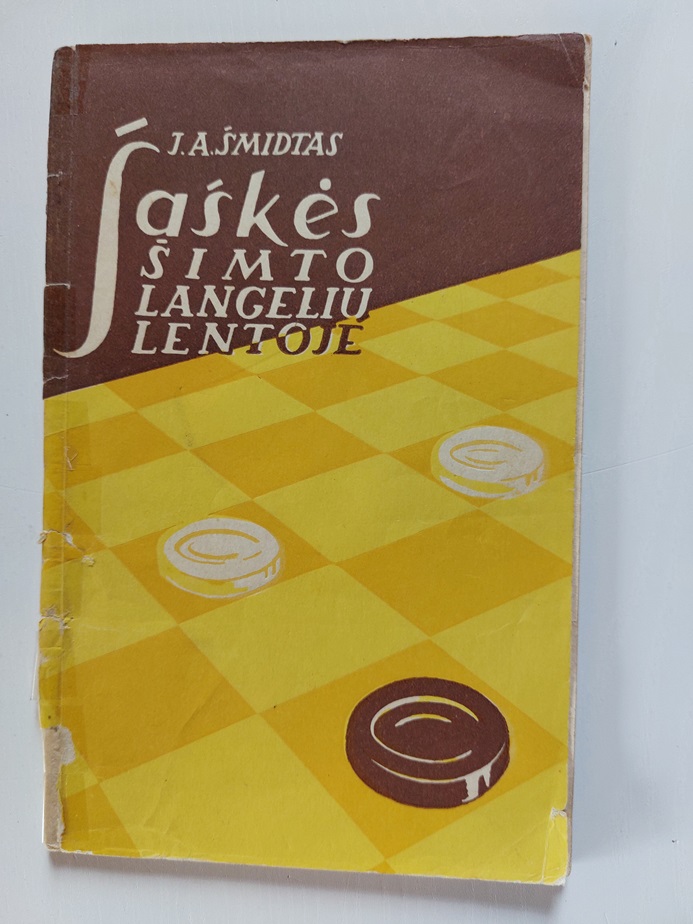 J. A. ŠMIDTAS
Šaškės
ŠIMTO
LANGELIŲ
LENTOJE